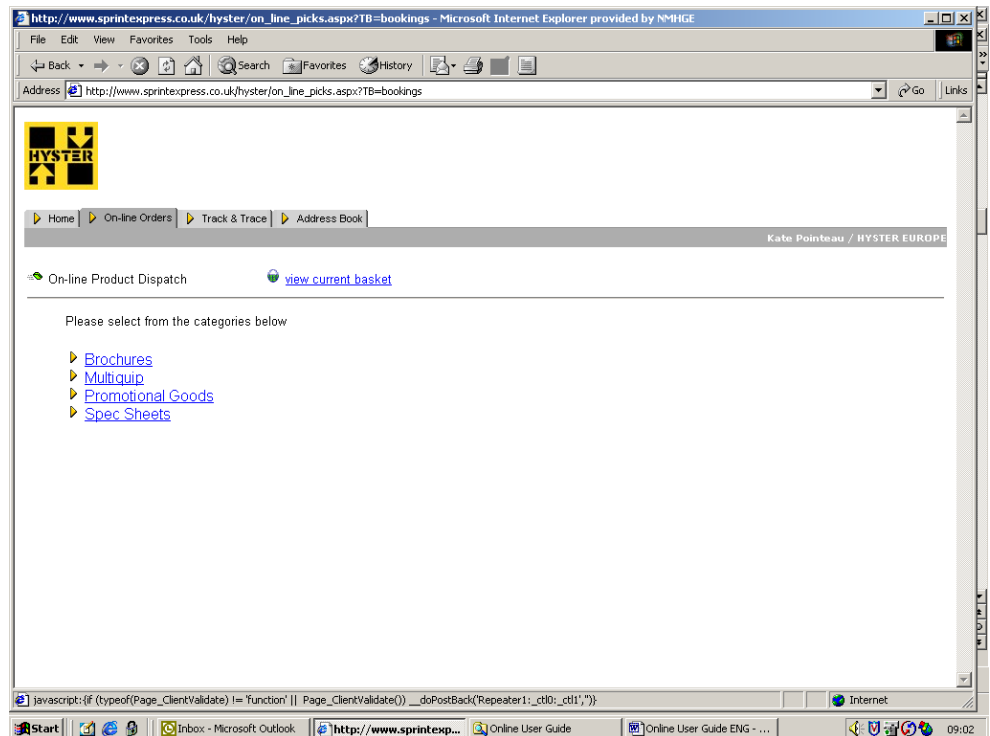 http://www.sprintexpress.co.uk/hyster/on_line_picks.aspx?TB=bookings - Microsoft Internet Explorer provided by NMHGE
File Edit View Favorites Tools Help
Back Search Favorites History
Address http://www.sprintexpress.co.uk/hyster/on_line_picks.aspx?TB=bookings Go Links
HYSTER
Home On-line Orders Track & Trace Address Book
Kate Pointeau / HYSTER EUROPE
On-line Product Dispatch view current basket
Please select from the categories below
Brochures
Multiquip
Promotional Goods
Spec Sheets
javascript:{if (typeof(Page_ClientValidate) != 'function' || Page_ClientValidate()) __doPostBack('Repeater1:_ctl0:_ctl1','')} Internet
Start Inbox - Microsoft Outlook http://www.sprintexp... Online User Guide Online User Guide ENG - ... 09:02